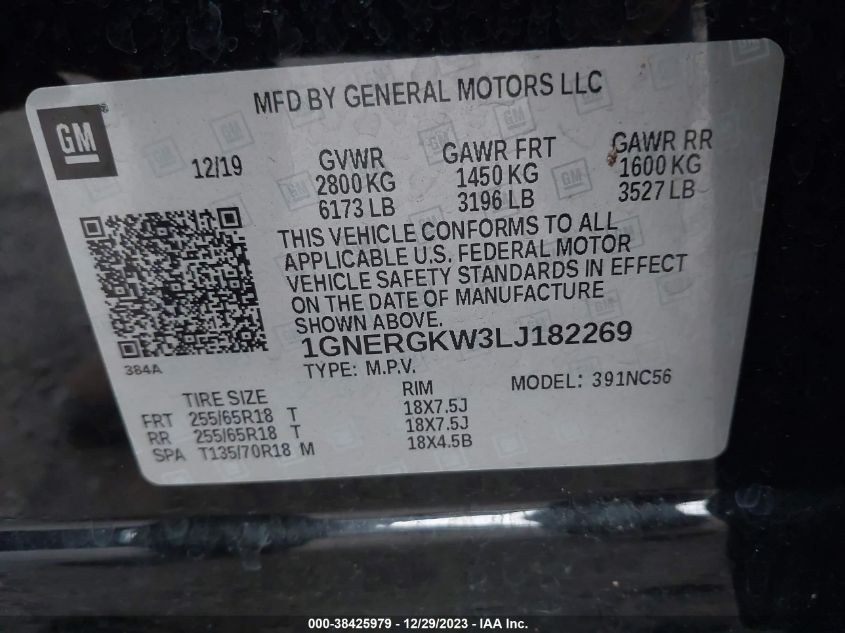 MFD BY GENERAL MOTORS LLC
GM
12/19
GVWR GAWR FRT GAWR RR
2800 KG 1450 KG 1600 KG
6173 LB 3196 LB 3527 LB
THIS VEHICLE CONFORMS TO ALL
APPLICABLE U.S. FEDERAL MOTOR
VEHICLE SAFETY STANDARDS IN EFFECT
ON THE DATE OF MANUFACTURE
SHOWN ABOVE.
1GNERGKW3LJ182269
384A
TYPE: M.P.V. MODEL: 391NC56
TIRE SIZE RIM
FRT 255/65R18 T 18X7.5J
RR 255/65R18 T 18X7.5J
SPA T135/70R18 M 18X4.5B
000-38425979 - 12/29/2023 - IAA Inc.